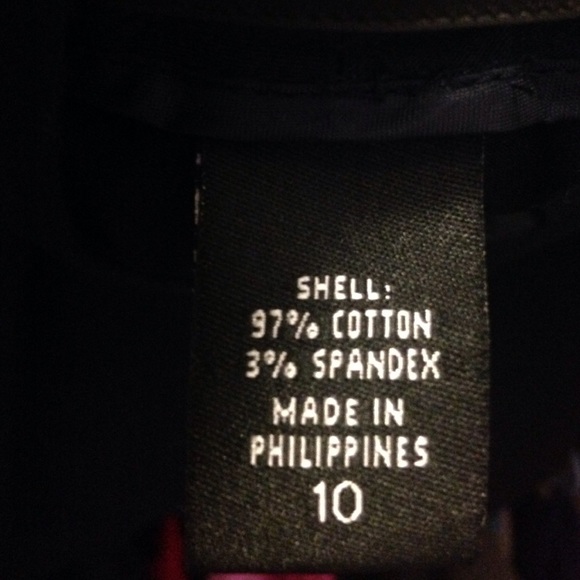 SHELL:
97% COTTON
3% SPANDEX
MADE IN
PHILIPPINES
10